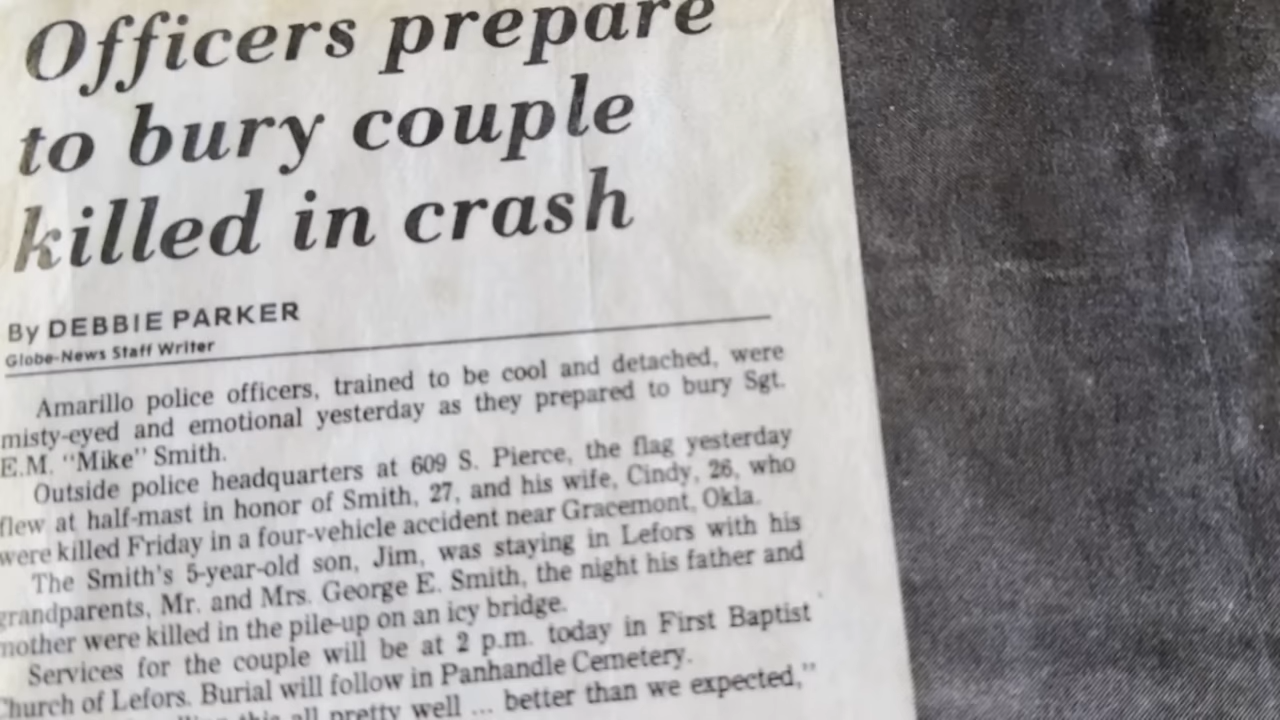 Officers prepare
to bury couple
killed in crash
By DEBBIE PARKER
Globe-News Staff Writer
Amarillo police officers, trained to be cool and detached, were
misty-eyed and emotional yesterday as they prepared to bury Sgt.
E.M. "Mike" Smith.
Outside police headquarters at 609 S. Pierce, the flag yesterday
flew at half-mast in honor of Smith, 27, and his wife, Cindy, 26, who
were killed Friday in a four-vehicle accident near Gracemont, Okla.
The Smith's 5-year-old son, Jim, was staying in Lefors with his
grandparents, Mr. and Mrs. George E. Smith, the night his father and
mother were killed in the pile-up on an icy bridge.
Services for the couple will be at 2 p.m. today in First Baptist
Church of Lefors. Burial will follow in Panhandle Cemetery.
this all pretty well ... better than we expected,"